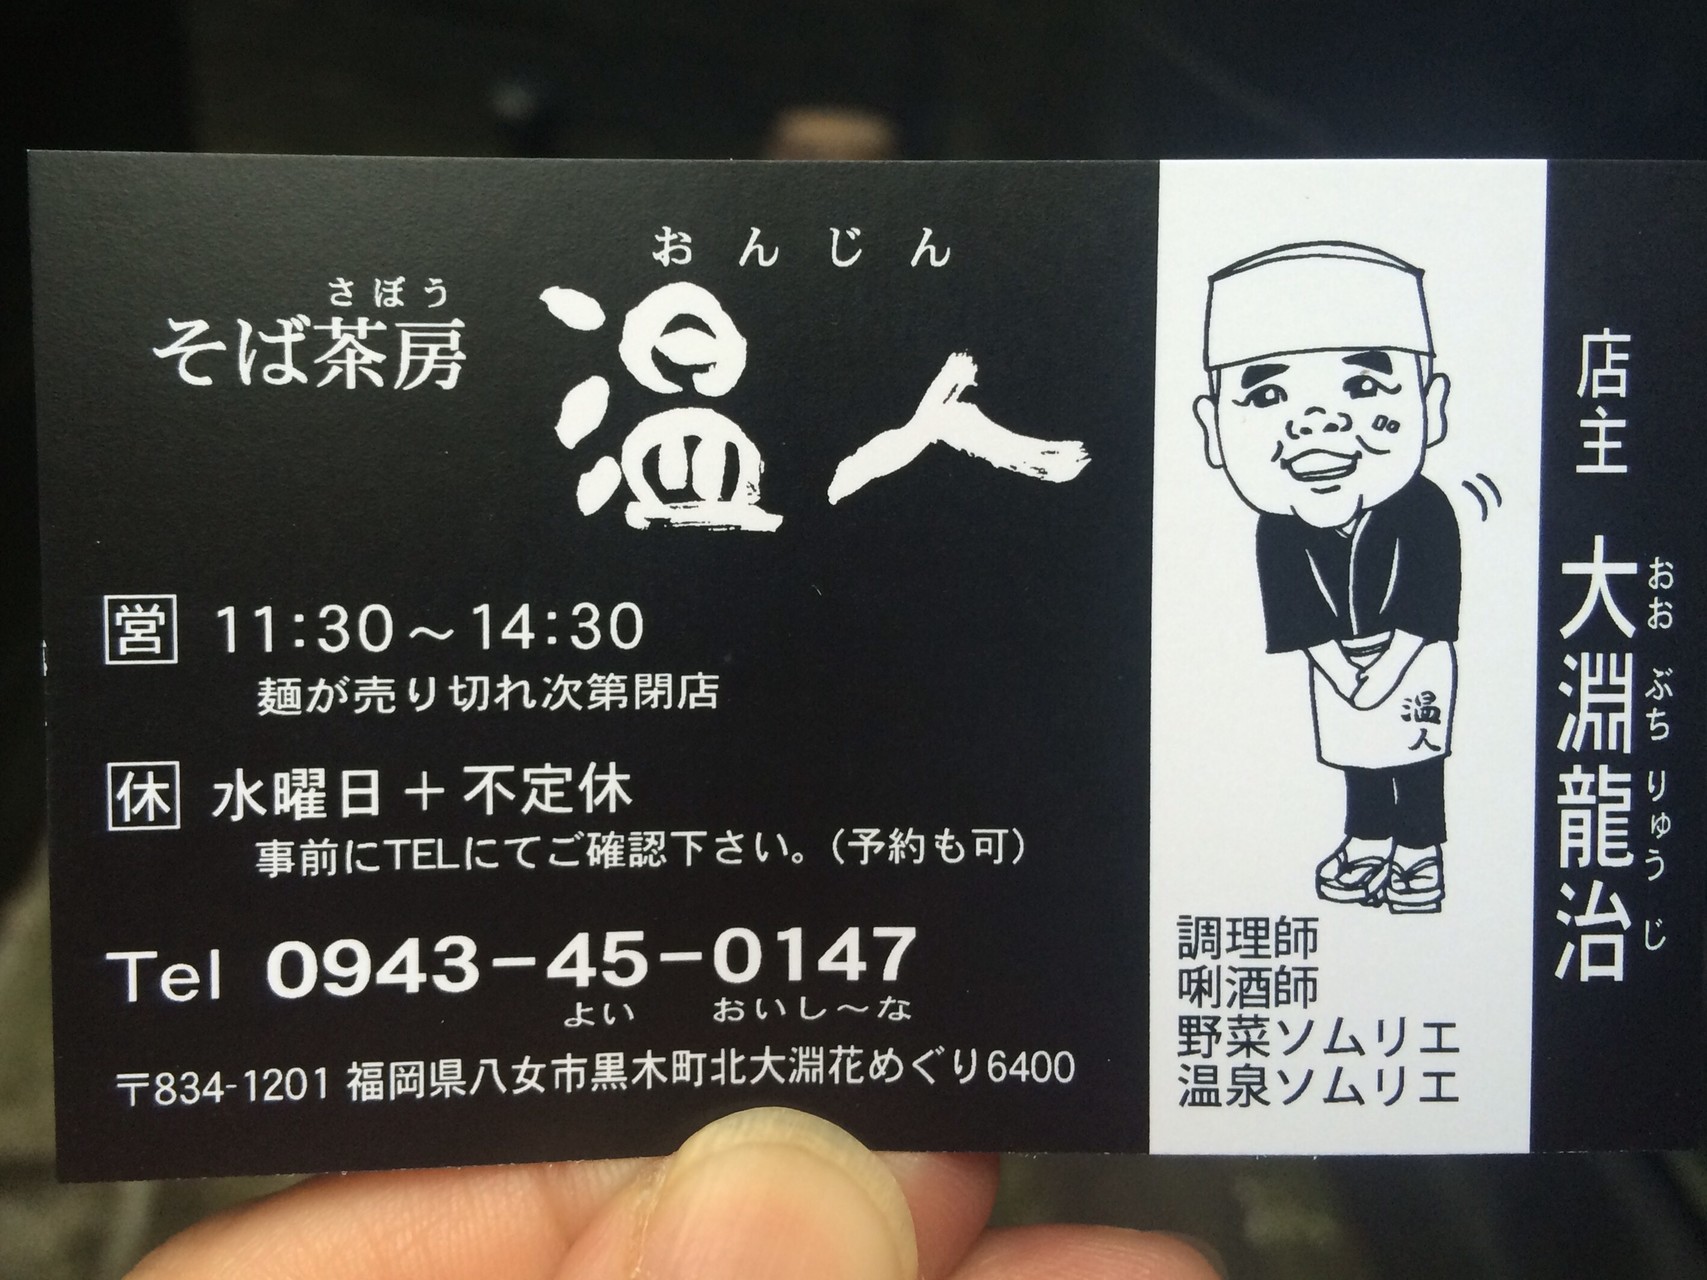 おんじん
さぼう
そば茶房 温人
営 11:30～14:30
麺が売り切れ次第閉店
休 水曜日＋不定休
事前にTELにてご確認下さい。（予約も可）
Tel 0943-45-0147
よい おいし～な
〒834-1201 福岡県八女市黒木町北大淵花めぐり6400
温人
調理師
唎酒師
野菜ソムリエ
温泉ソムリエ
店主 大淵龍治
おおぶちりゅうじ